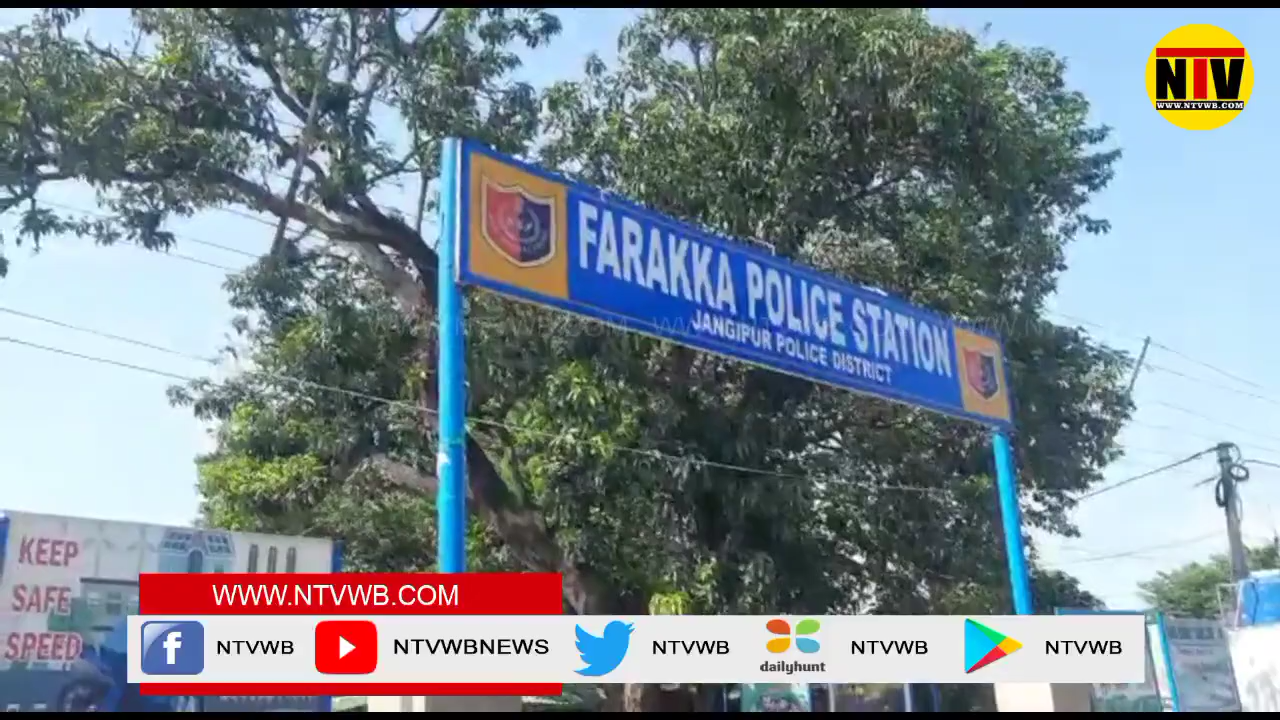 NTV
WWW.NTVWB.COM
FARAKKA POLICE STATION
JANGIPUR POLICE DISTRICT
KEEP
SAFE
SPEED
WWW.NTVWB.COM
NTVWB
NTVWBNEWS
NTVWB
dailyhunt
NTVWB
NTVWB